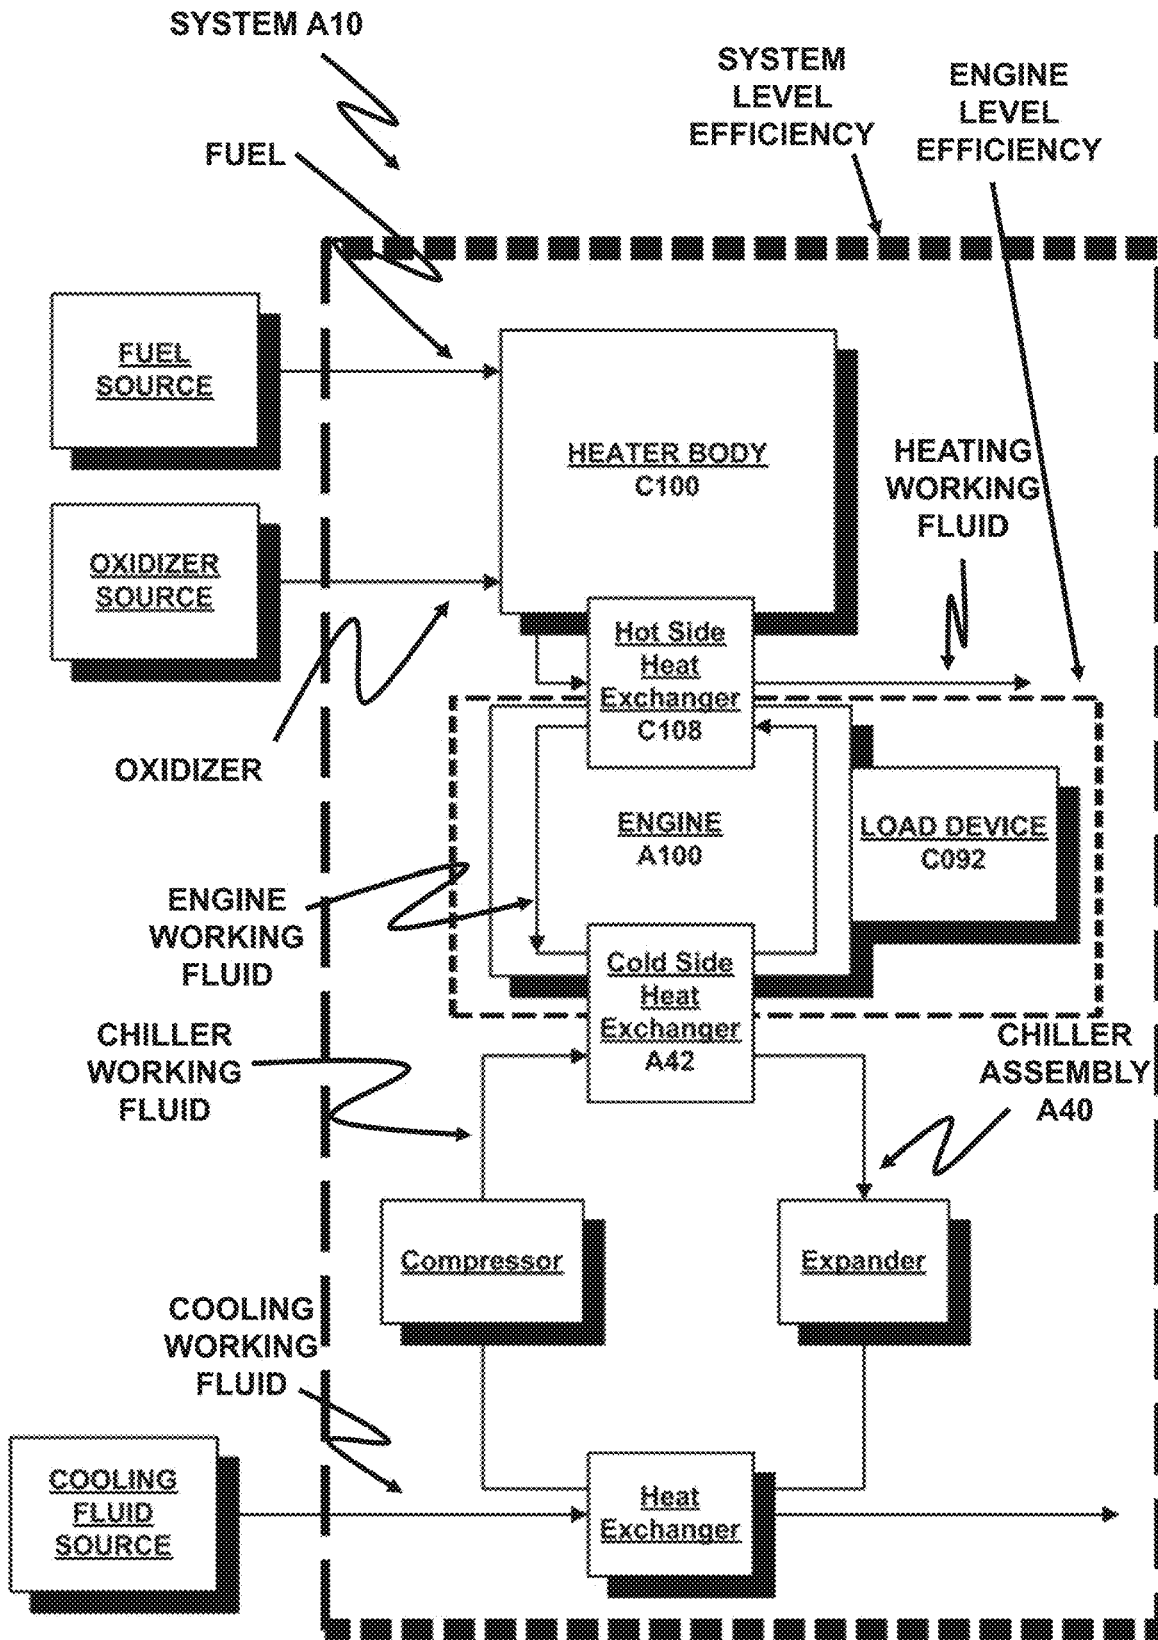 SYSTEM A10
SYSTEM
LEVEL
EFFICIENCY
ENGINE
LEVEL
EFFICIENCY
FUEL
FUEL
SOURCE
HEATER BODY
C100
HEATING
WORKING
FLUID
OXIDIZER
SOURCE
Hot Side
Heat
Exchanger
C108
OXIDIZER
ENGINE
A100
LOAD DEVICE
C092
ENGINE
WORKING
FLUID
Cold Side
Heat
Exchanger
A42
CHILLER
WORKING
FLUID
CHILLER
ASSEMBLY
A40
Compressor
Expander
COOLING
WORKING
FLUID
COOLING
FLUID
SOURCE
Heat
Exchanger